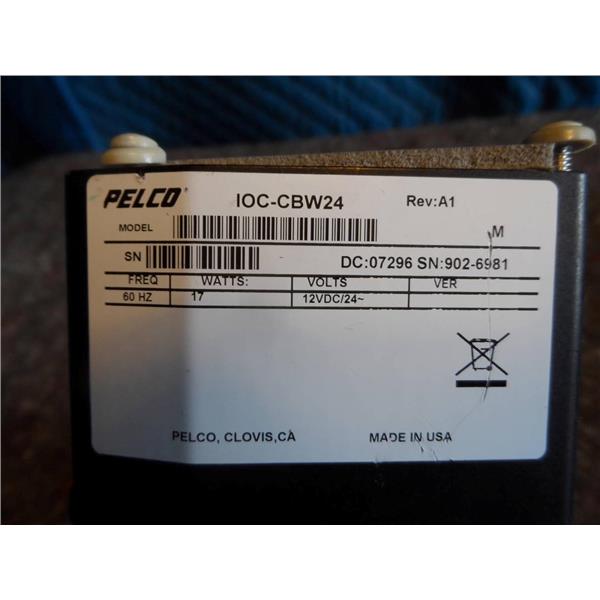 PELCO® IOC-CBW24 Rev:A1
MODEL M
SN DC:07296 SN:902-6981
FREQ WATTS: VOLTS VER
60 HZ 17 12VDC/24~
PELCO, CLOVIS,CA MADE IN USA